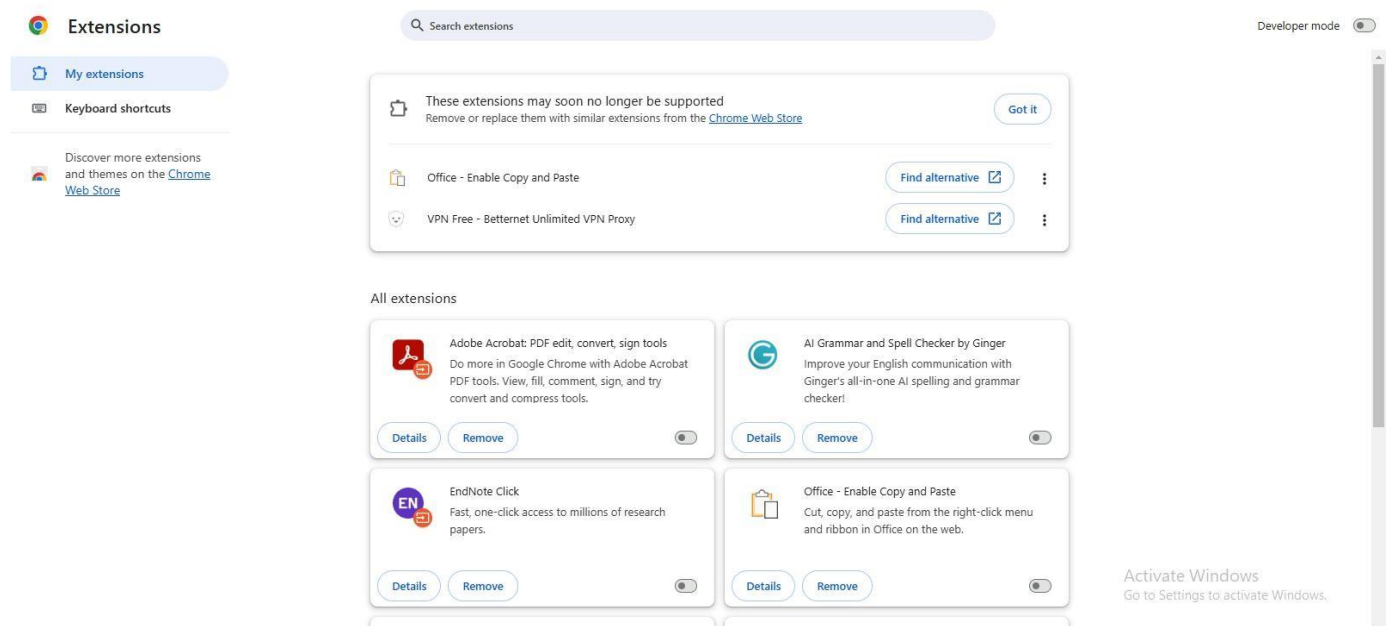 Extensions
Search extensions
Developer mode
My extensions
Keyboard shortcuts
Discover more extensions
and themes on the Chrome
Web Store
These extensions may soon no longer be supported
Remove or replace them with similar extensions from the Chrome Web Store
Got it
Office - Enable Copy and Paste
Find alternative
VPN Free - Betternet Unlimited VPN Proxy
Find alternative
All extensions
Adobe Acrobat: PDF edit, convert, sign tools
Do more in Google Chrome with Adobe Acrobat
PDF tools. View, fill, comment, sign, and try
convert and compress tools.
Details
Remove
AI Grammar and Spell Checker by Ginger
Improve your English communication with
Ginger's all-in-one AI spelling and grammar
checker!
Details
Remove
EN
EndNote Click
Fast, one-click access to millions of research
papers.
Details
Remove
Office - Enable Copy and Paste
Cut, copy, and paste from the right-click menu
and ribbon in Office on the web.
Details
Remove
Activate Windows
Go to Settings to activate Windows.